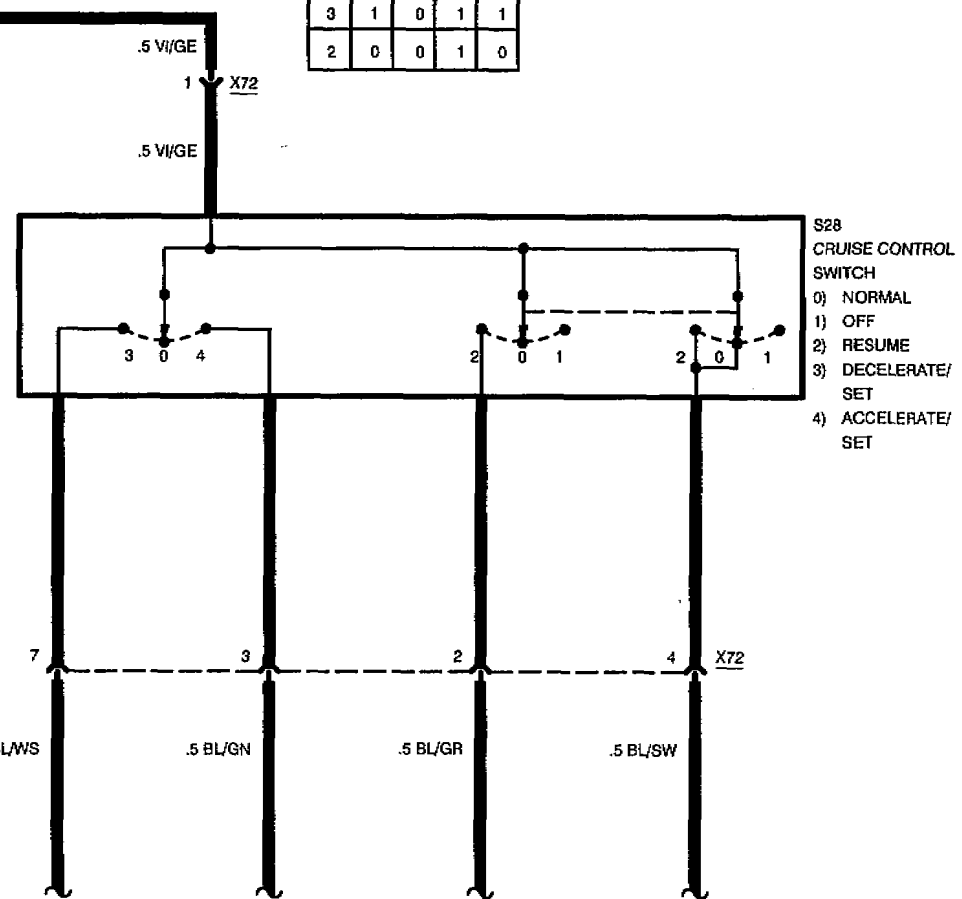 3 1 0 1 1
2 0 0 1 0
.5 VI/GE
1 X72
.5 VI/GE
S28
CRUISE CONTROL
SWITCH
0) NORMAL
1) OFF
2) RESUME
3) DECELERATE/
SET
4) ACCELERATE/
SET
3 0 4
2 0 1
2 0 1
7 3 2 4 X72
L/WS .5 BL/GN .5 BL/GR .5 BL/SW